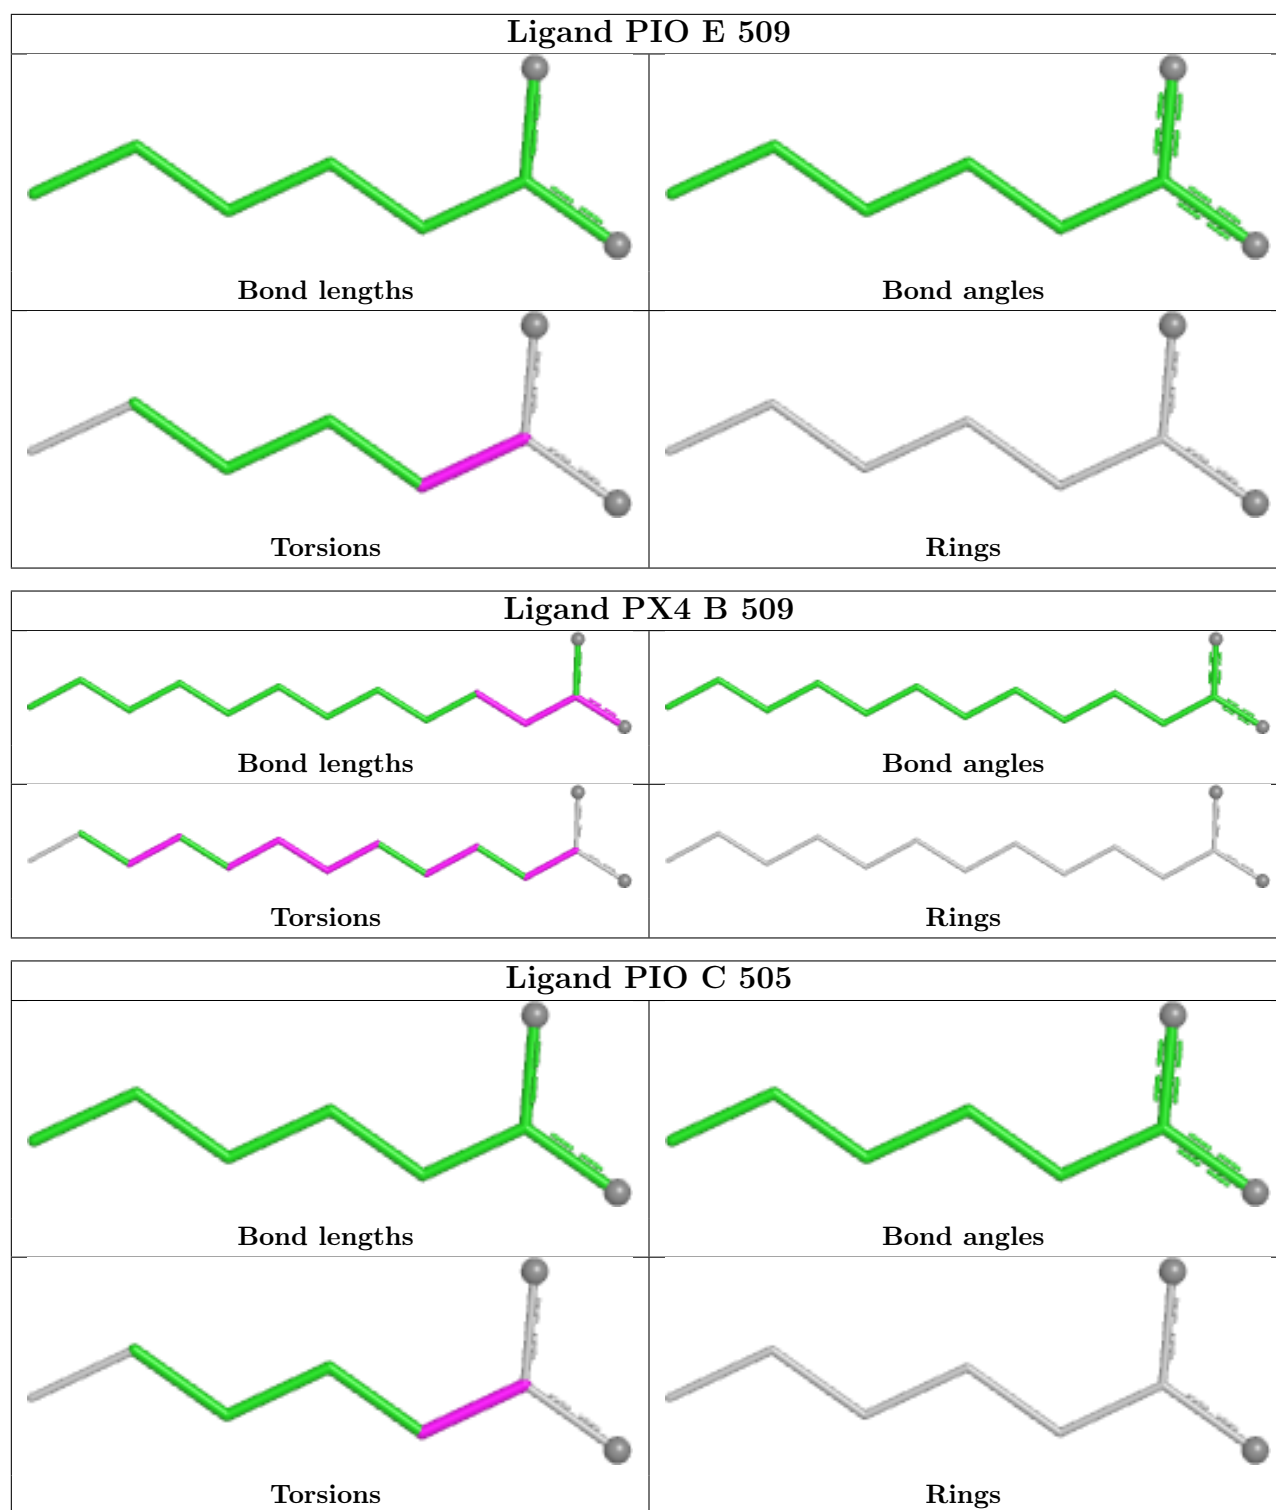 Ligand PIO E 509
Bond lengths
Bond angles
Torsions
Rings
Ligand PX4 B 509
Bond lengths
Bond angles
Torsions
Rings
Ligand PIO C 505
Bond lengths
Bond angles
Torsions
Rings